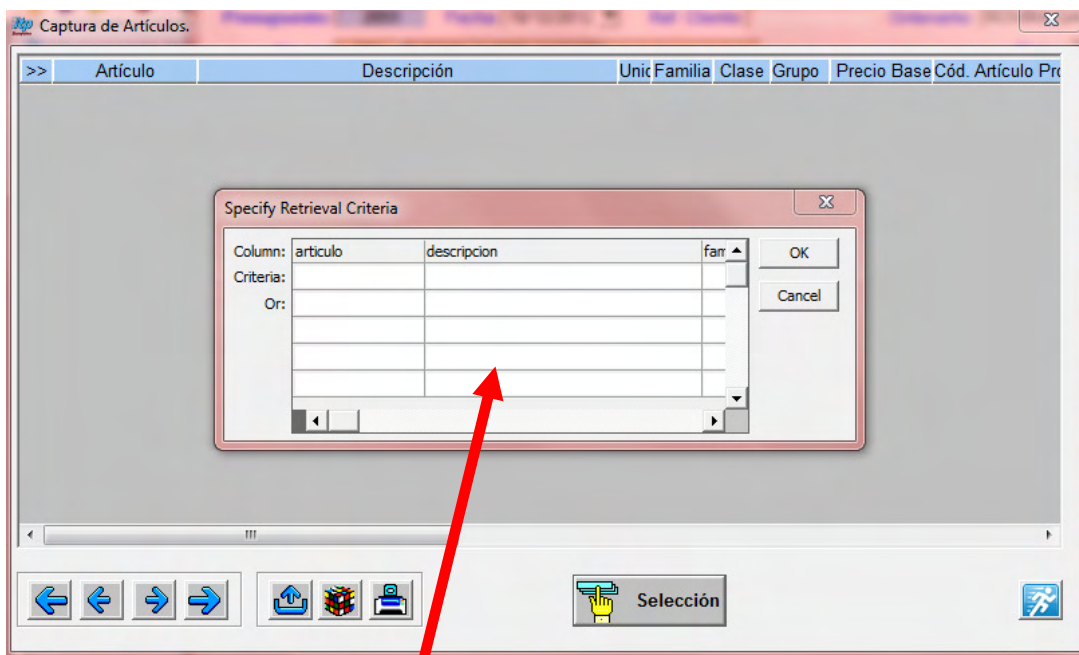 Captura de Artículos.
>> Artículo Descripción Unic Familia Clase Grupo Precio Base Cód. Artículo Pro
Specify Retrieval Criteria
Column: articulo descripcion fam
OK
Criteria:
Or:
Cancel
Selección